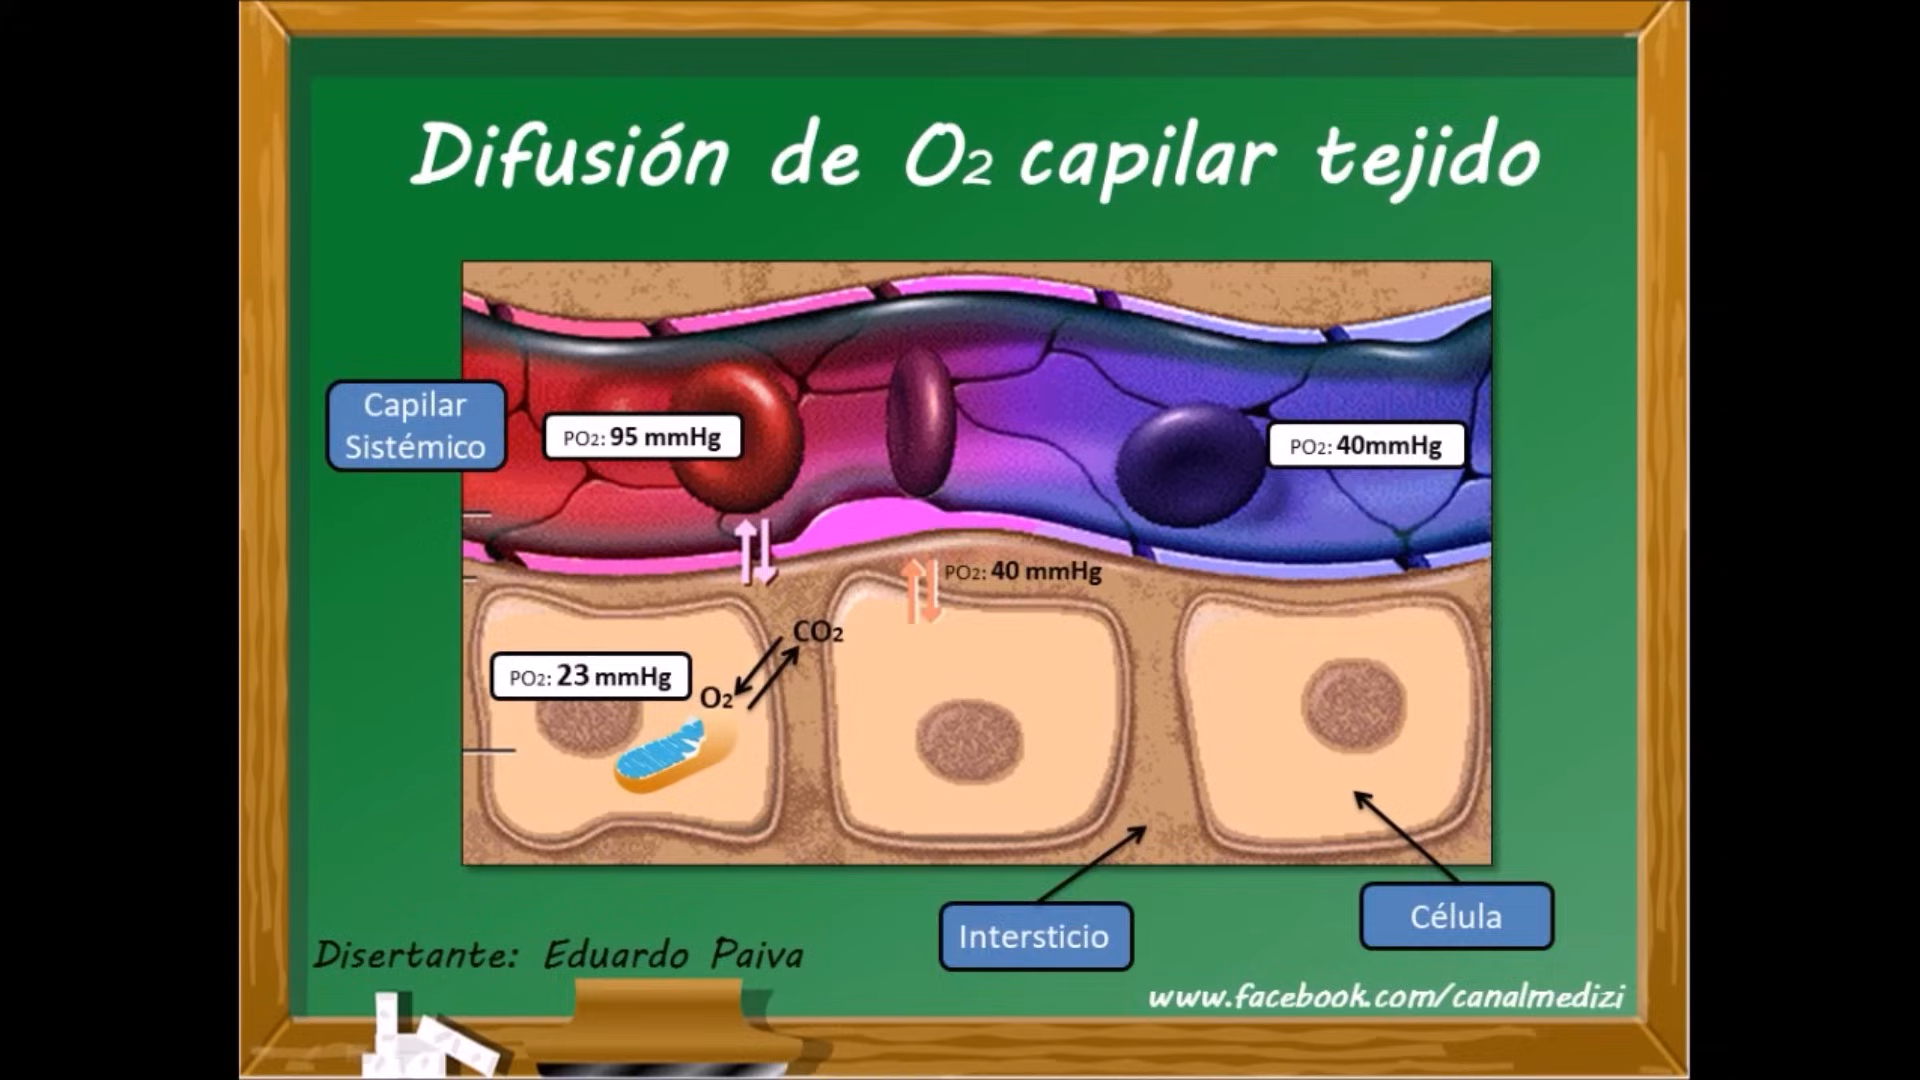 Difusión de O2 capilar tejido
Capilar
Sistémico
PO2: 95 mmHg
PO2: 40mmHg
PO2: 40 mmHg
CO2
PO2: 23 mmHg
O2
Intersticio
Célula
Disertante: Eduardo Paiva
www.facebook.com/canalmedizi